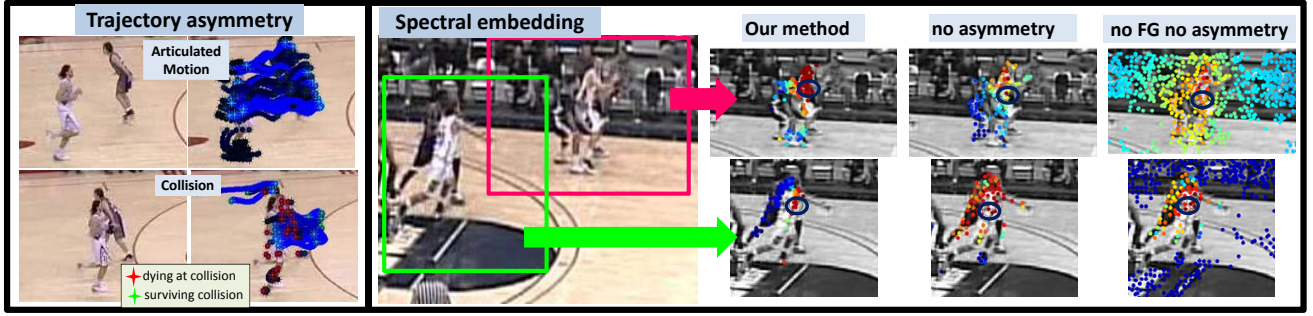 Trajectory asymmetry
Articulated
Motion
Collision
dying at collision
surviving collision
Spectral embedding
Our method
no asymmetry
no FG no asymmetry